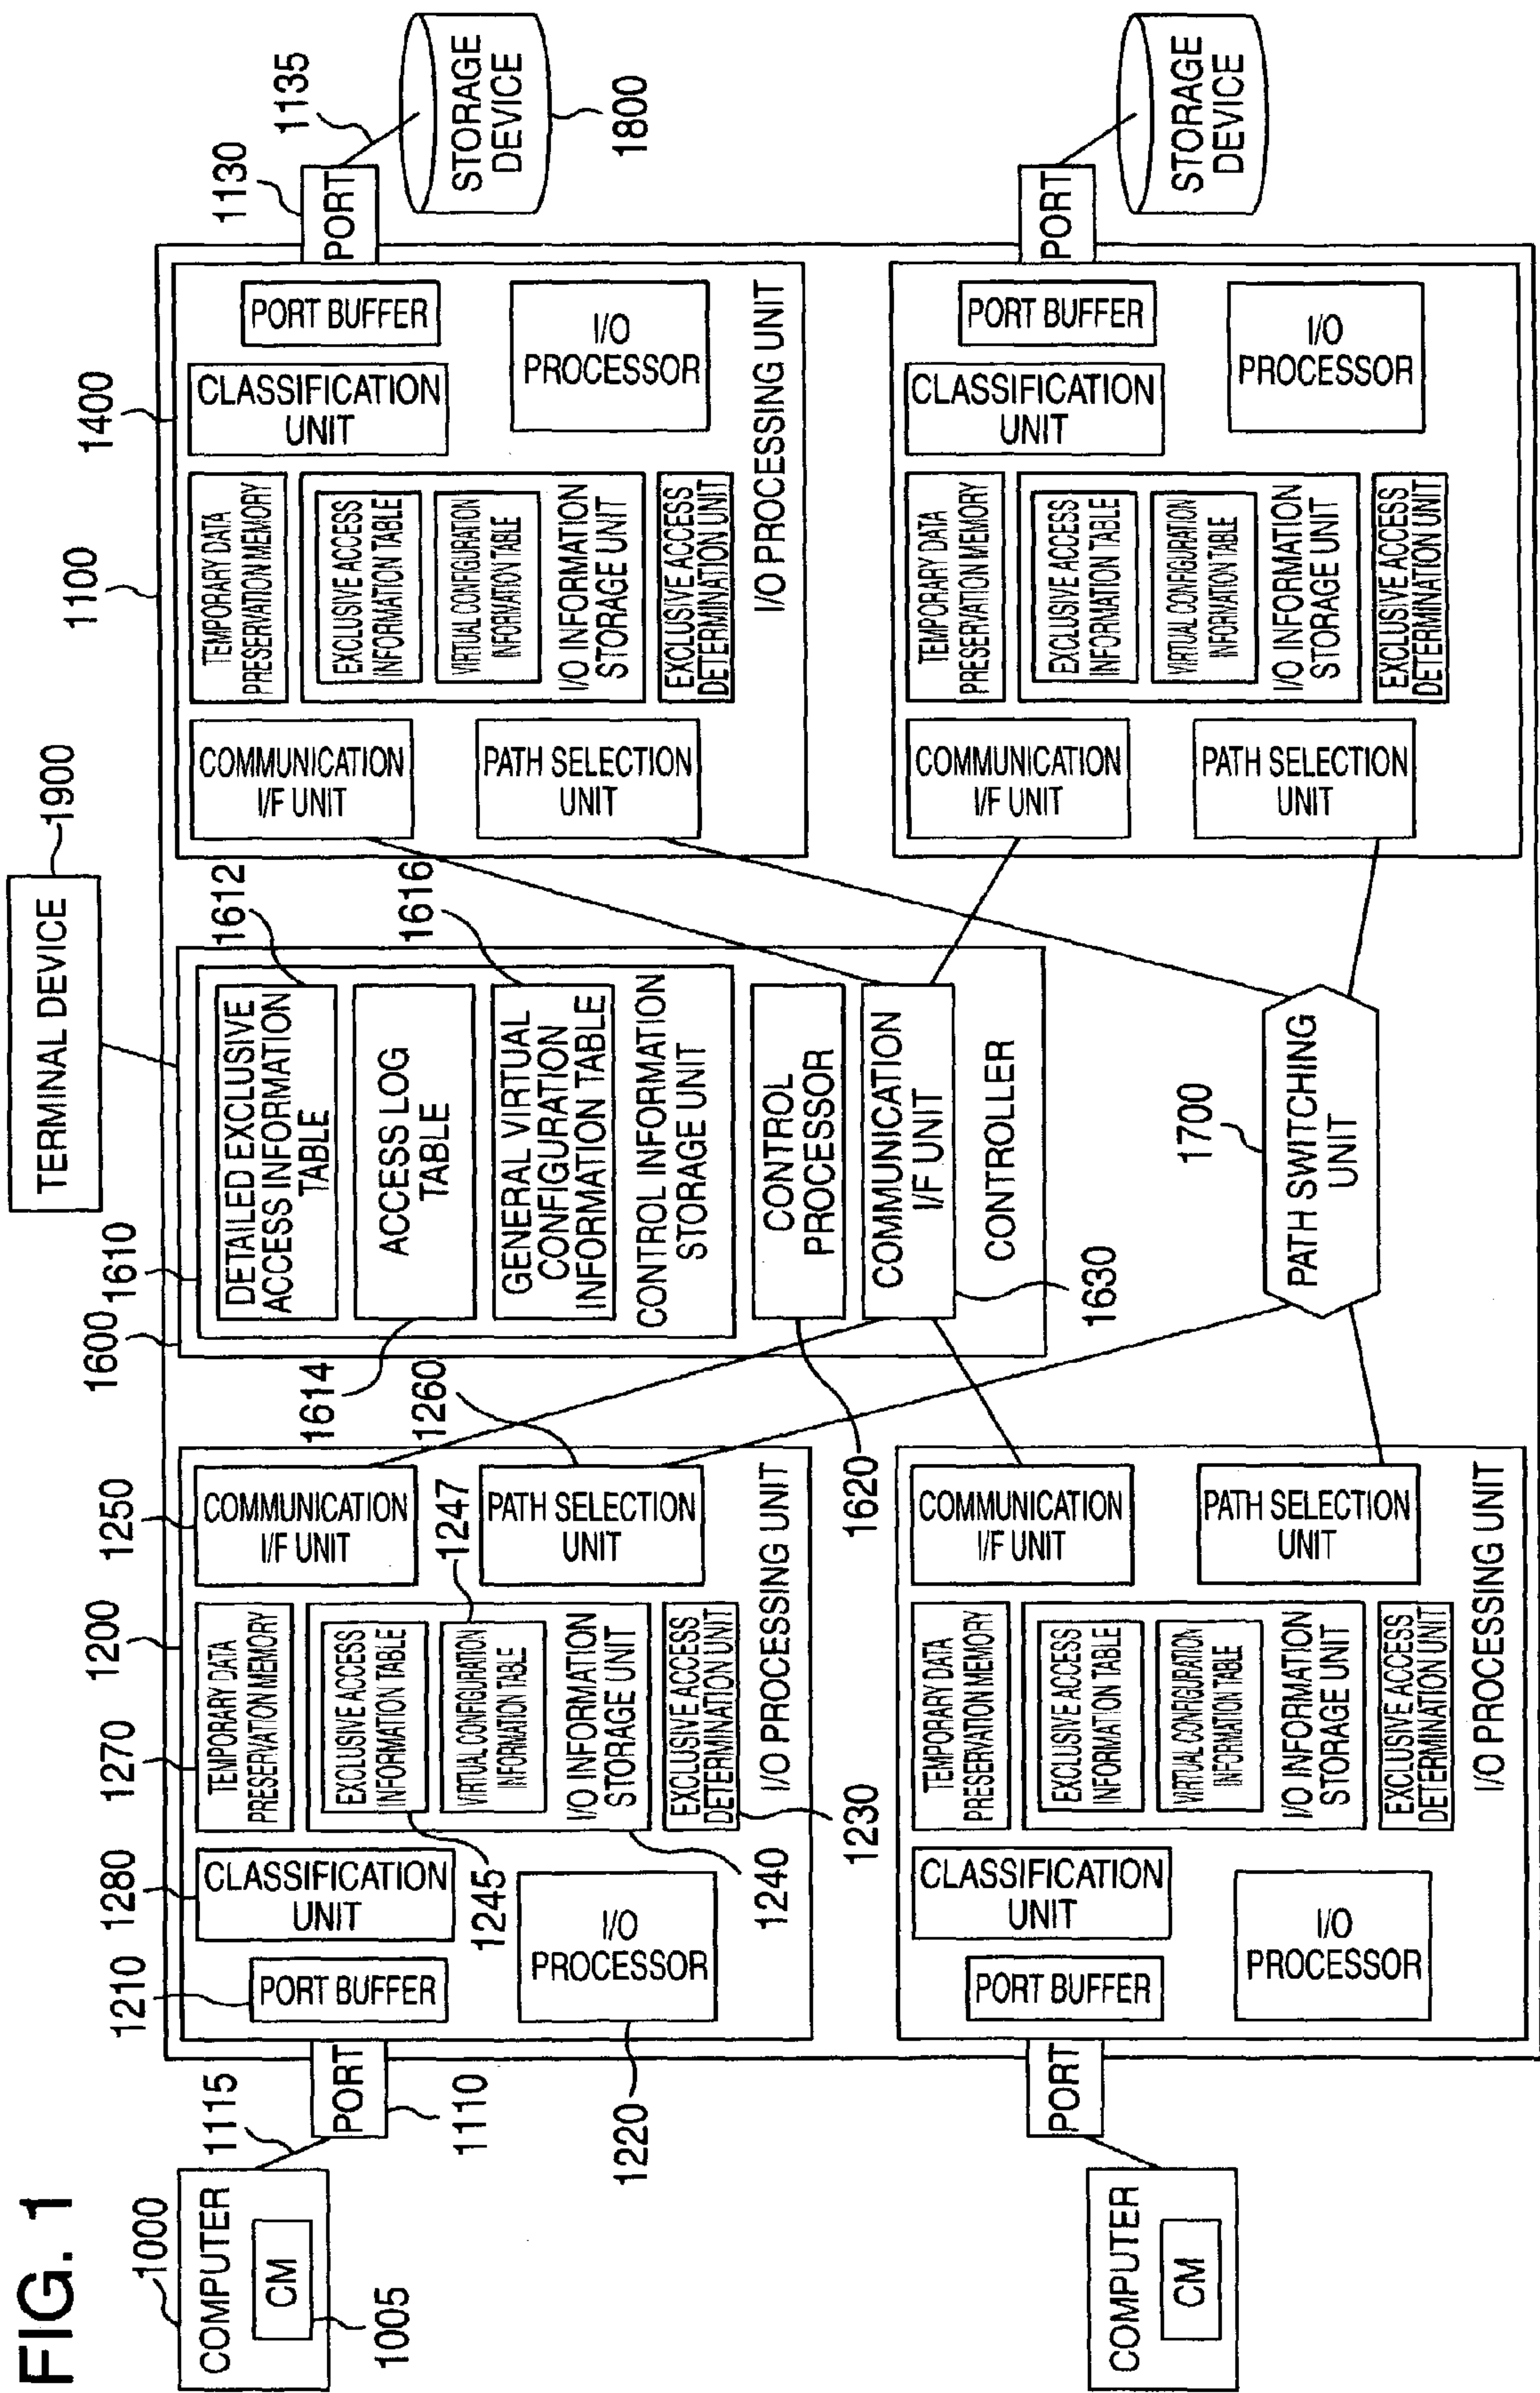 FIG. 1
TERMINAL DEVICE
1900
1000
COMPUTER
CM
1005
1115
PORT
1110
1100
1200
1210
PORT BUFFER
1220
I/O
PROCESSOR
1280
CLASSIFICATION
UNIT
1270
TEMPORARY DATA
PRESERVATION MEMORY
EXCLUSIVE ACCESS
INFORMATION TABLE
1245
VIRTUAL CONFIGURATION
INFORMATION TABLE
1247
I/O INFORMATION
STORAGE UNIT
1240
EXCLUSIVE ACCESS
DETERMINATION UNIT
1230
1250
COMMUNICATION
I/F UNIT
1260
PATH SELECTION
UNIT
I/O PROCESSING UNIT
1600
1610
DETAILED EXCLUSIVE
ACCESS INFORMATION
TABLE
1612
ACCESS LOG
TABLE
1614
GENERAL VIRTUAL
CONFIGURATION
INFORMATION TABLE
1616
CONTROL INFORMATION
STORAGE UNIT
CONTROL
PROCESSOR
1620
COMMUNICATION
I/F UNIT
1630
CONTROLLER
1700
PATH SWITCHING
UNIT
1400
COMMUNICATION
I/F UNIT
PATH SELECTION
UNIT
TEMPORARY DATA
PRESERVATION MEMORY
EXCLUSIVE ACCESS
INFORMATION TABLE
VIRTUAL CONFIGURATION
INFORMATION TABLE
I/O INFORMATION
STORAGE UNIT
EXCLUSIVE ACCESS
DETERMINATION UNIT
CLASSIFICATION
UNIT
PORT BUFFER
I/O
PROCESSOR
I/O PROCESSING UNIT
1130
PORT
1135
STORAGE
DEVICE
1800
COMPUTER
CM
PORT
PORT BUFFER
I/O
PROCESSOR
CLASSIFICATION
UNIT
TEMPORARY DATA
PRESERVATION MEMORY
EXCLUSIVE ACCESS
INFORMATION TABLE
VIRTUAL CONFIGURATION
INFORMATION TABLE
I/O INFORMATION
STORAGE UNIT
EXCLUSIVE ACCESS
DETERMINATION UNIT
COMMUNICATION
I/F UNIT
PATH SELECTION
UNIT
I/O PROCESSING UNIT
COMMUNICATION
I/F UNIT
PATH SELECTION
UNIT
TEMPORARY DATA
PRESERVATION MEMORY
EXCLUSIVE ACCESS
INFORMATION TABLE
VIRTUAL CONFIGURATION
INFORMATION TABLE
I/O INFORMATION
STORAGE UNIT
EXCLUSIVE ACCESS
DETERMINATION UNIT
CLASSIFICATION
UNIT
PORT BUFFER
I/O
PROCESSOR
PORT
STORAGE
DEVICE